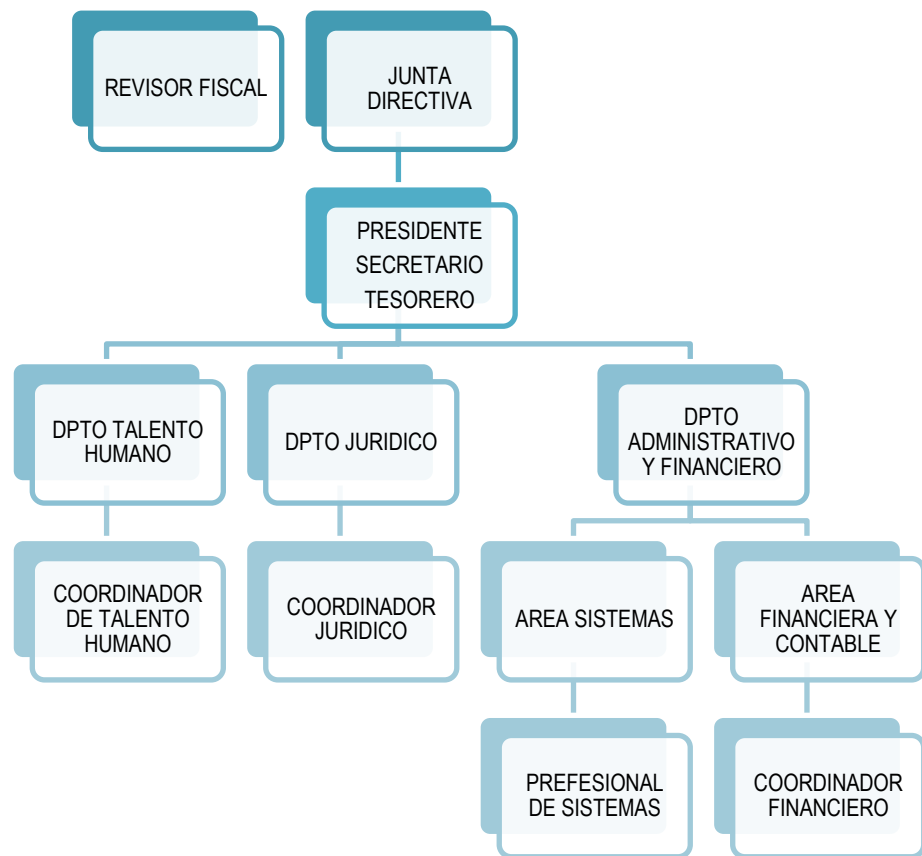 REVISOR FISCAL
JUNTA
DIRECTIVA
PRESIDENTE
SECRETARIO
TESORERO
DPTO TALENTO
HUMANO
DPTO JURIDICO
DPTO
ADMINISTRATIVO
Y FINANCIERO
COORDINADOR
DE TALENTO
HUMANO
COORDINADOR
JURIDICO
AREA SISTEMAS
AREA
FINANCIERA Y
CONTABLE
PREFESIONAL
DE SISTEMAS
COORDINADOR
FINANCIERO